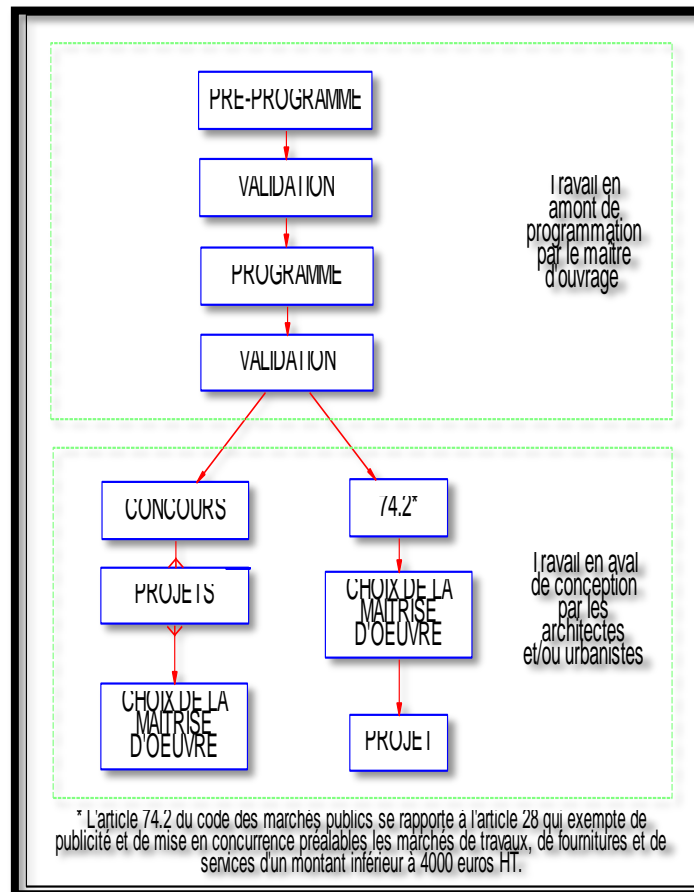 PRE-PROGRAMME
VALIDATION
Travail en
amont de
programmation
par le maître
d'ouvrage
PROGRAMME
VALIDATION
CONCOURS
PROJETS
CHOIX DE LA
MAITRISE
D'OEUVRE
74.2*
CHOIX DE LA
MAITRISE
D'OEUVRE
PROJET
Travail en aval
de conception
par les
architectes
et/ou urbanistes
* L'article 74.2 du code des marchés publics se rapporte à l'article 28 qui exempte de
publicité et de mise en concurrence préalables les marchés de travaux, de fournitures et de
services d'un montant inférieur à 4000 euros HT.